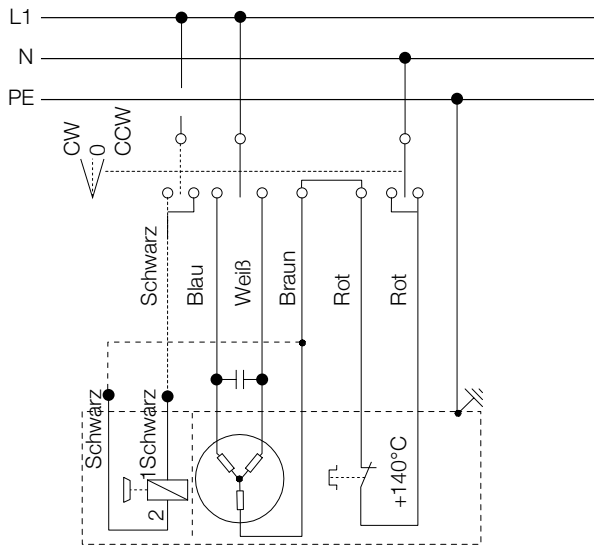 L1
N
PE
CW
0
CCW
Schwarz
Blau
Weiß
Braun
Rot
Rot
Schwarz
1Schwarz
2
+140°C